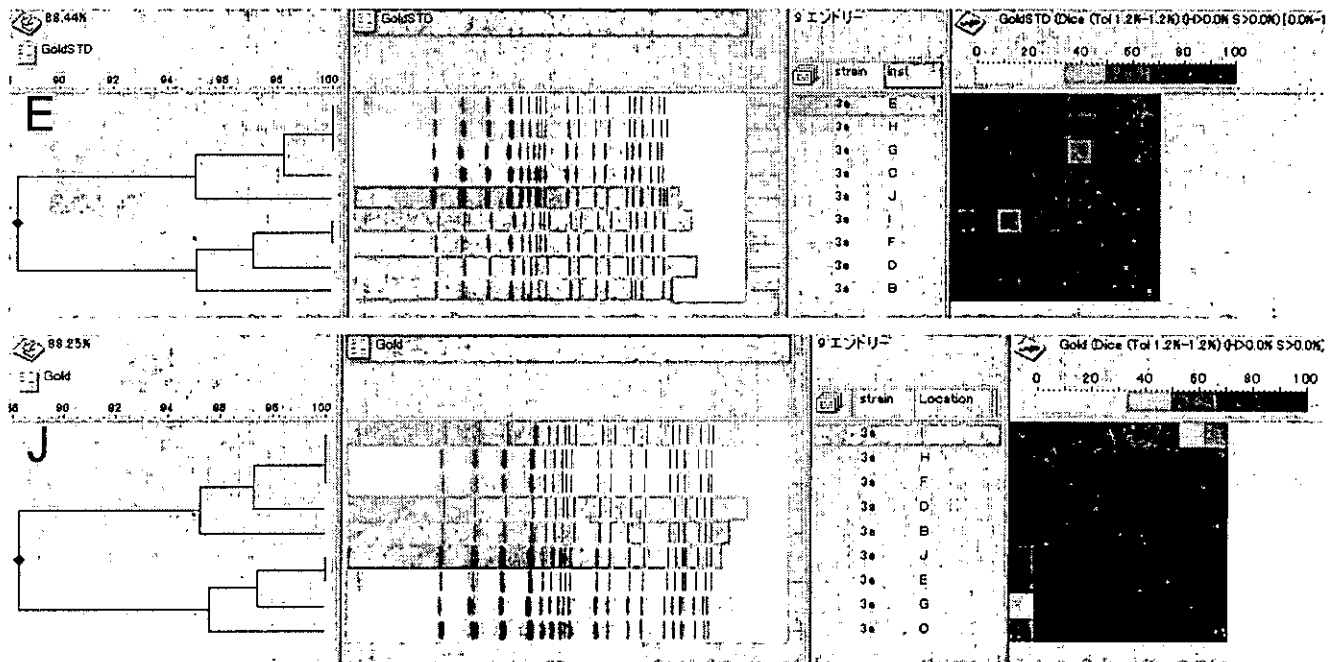 88.44%
GoldSTD
90 92 94 96 98 100
E
GoldSTD
9 エントリー
strain Inst
3a E
3a H
3a G
3a C
3a J
3a I
3a F
3a D
3a B
GoldSTD (Dice (Tol 1.2%-1.2%) (H>0.0% S>0.0%) [0.0%-1
0 20 40 60 80 100
88.25%
Gold
88 90 92 94 96 98 100
J
Gold
9 エントリー
strain Location
3a I
3a H
3a F
3a D
3a B
3a J
3a E
3a G
3a
Gold (Dice (Tol 1.2%-1.2%) (H>0.0% S>0.0%)
0 20 40 60 80 100